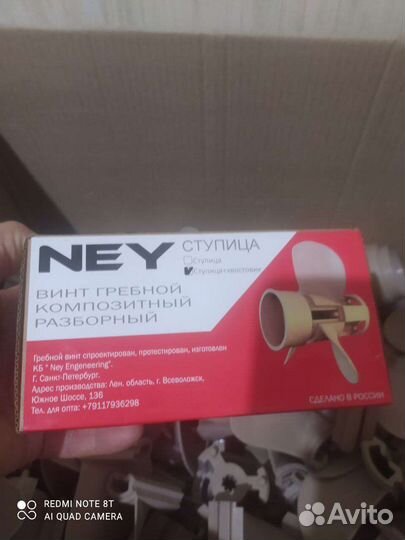 NEY СТУПИЦА
Ступица
Ступица+хвостовик
ВИНТ ГРЕБНОЙ
КОМПОЗИТНЫЙ
РАЗБОРНЫЙ
Гребной винт спроектирован, протестирован, изготовлен
КБ " Ney Engeneering".
Г. Санкт-Петербург.
Адрес производства: Лен. область, г. Всеволожск,
Южное Шоссе, 136
Тел. для опта: +79117936298
СДЕЛАНО В РОССИИ
REDMI NOTE 8T
AI QUAD CAMERA
Avito